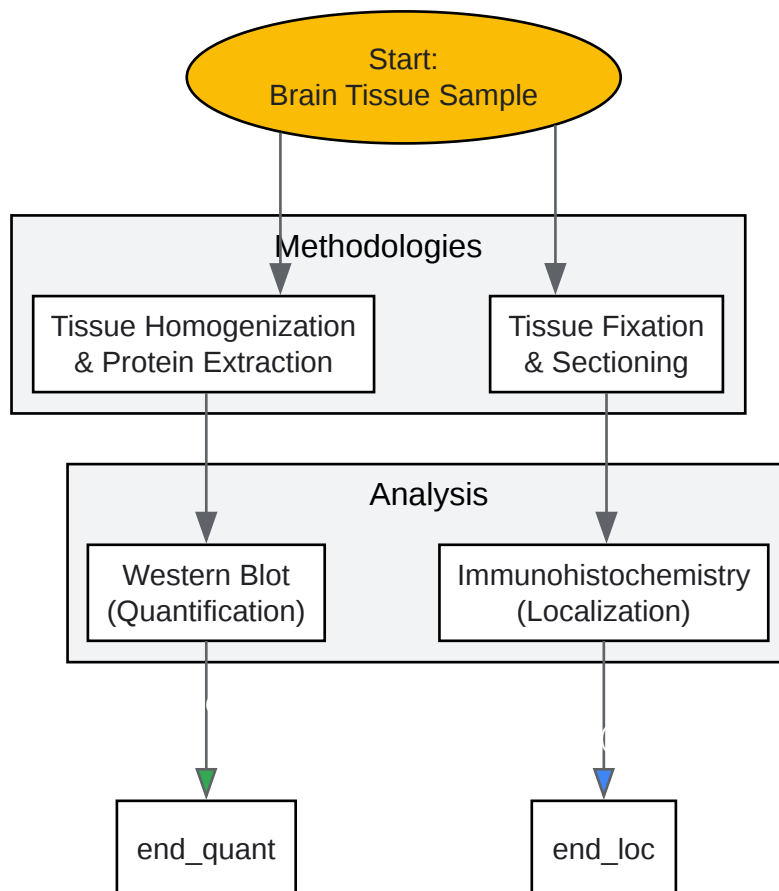 Start:
Brain Tissue Sample
Methodologies
Tissue Homogenization
& Protein Extraction
Tissue Fixation
& Sectioning
Analysis
Western Blot
(Quantification)
Immunohistochemistry
(Localization)
end_quant
end_loc